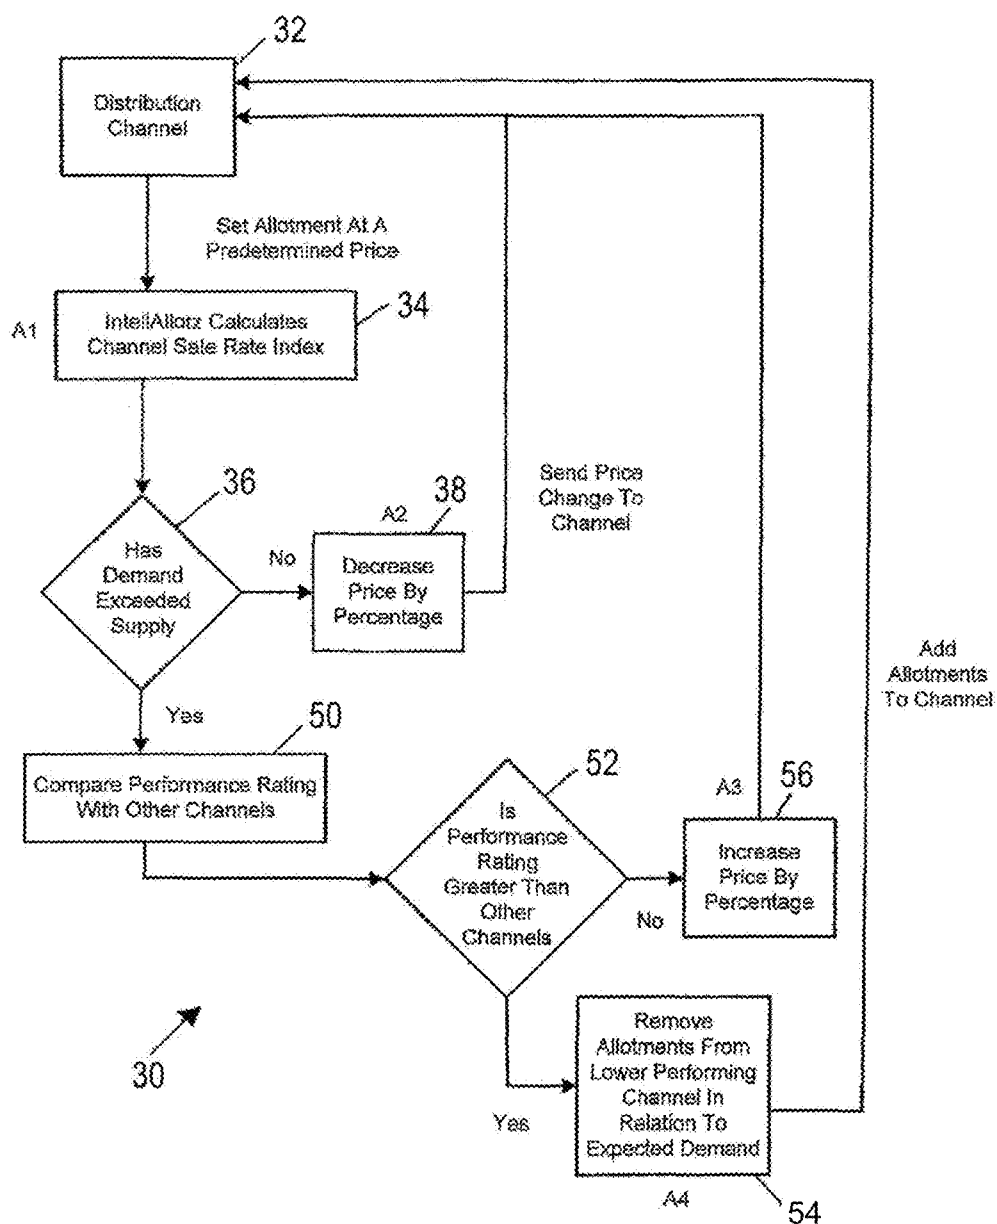 32
Distribution
Channel
Set Allotment At A
Predetermined Price
A1
IntellAllotz Calculates
Channel Sale Rate Index
34
36
Has
Demand
Exceeded
Supply
No
A2
38
Decrease
Price By
Percentage
Send Price
Change To
Channel
Add
Allotments
To Channel
Yes
50
Compare Performance Rating
With Other Channels
52
Is
Performance
Rating
Greater Than
Other
Channels
No
A3
56
Increase
Price By
Percentage
30
Yes
Remove
Allotments From
Lower Performing
Channel In
Relation To
Expected Demand
A4
54